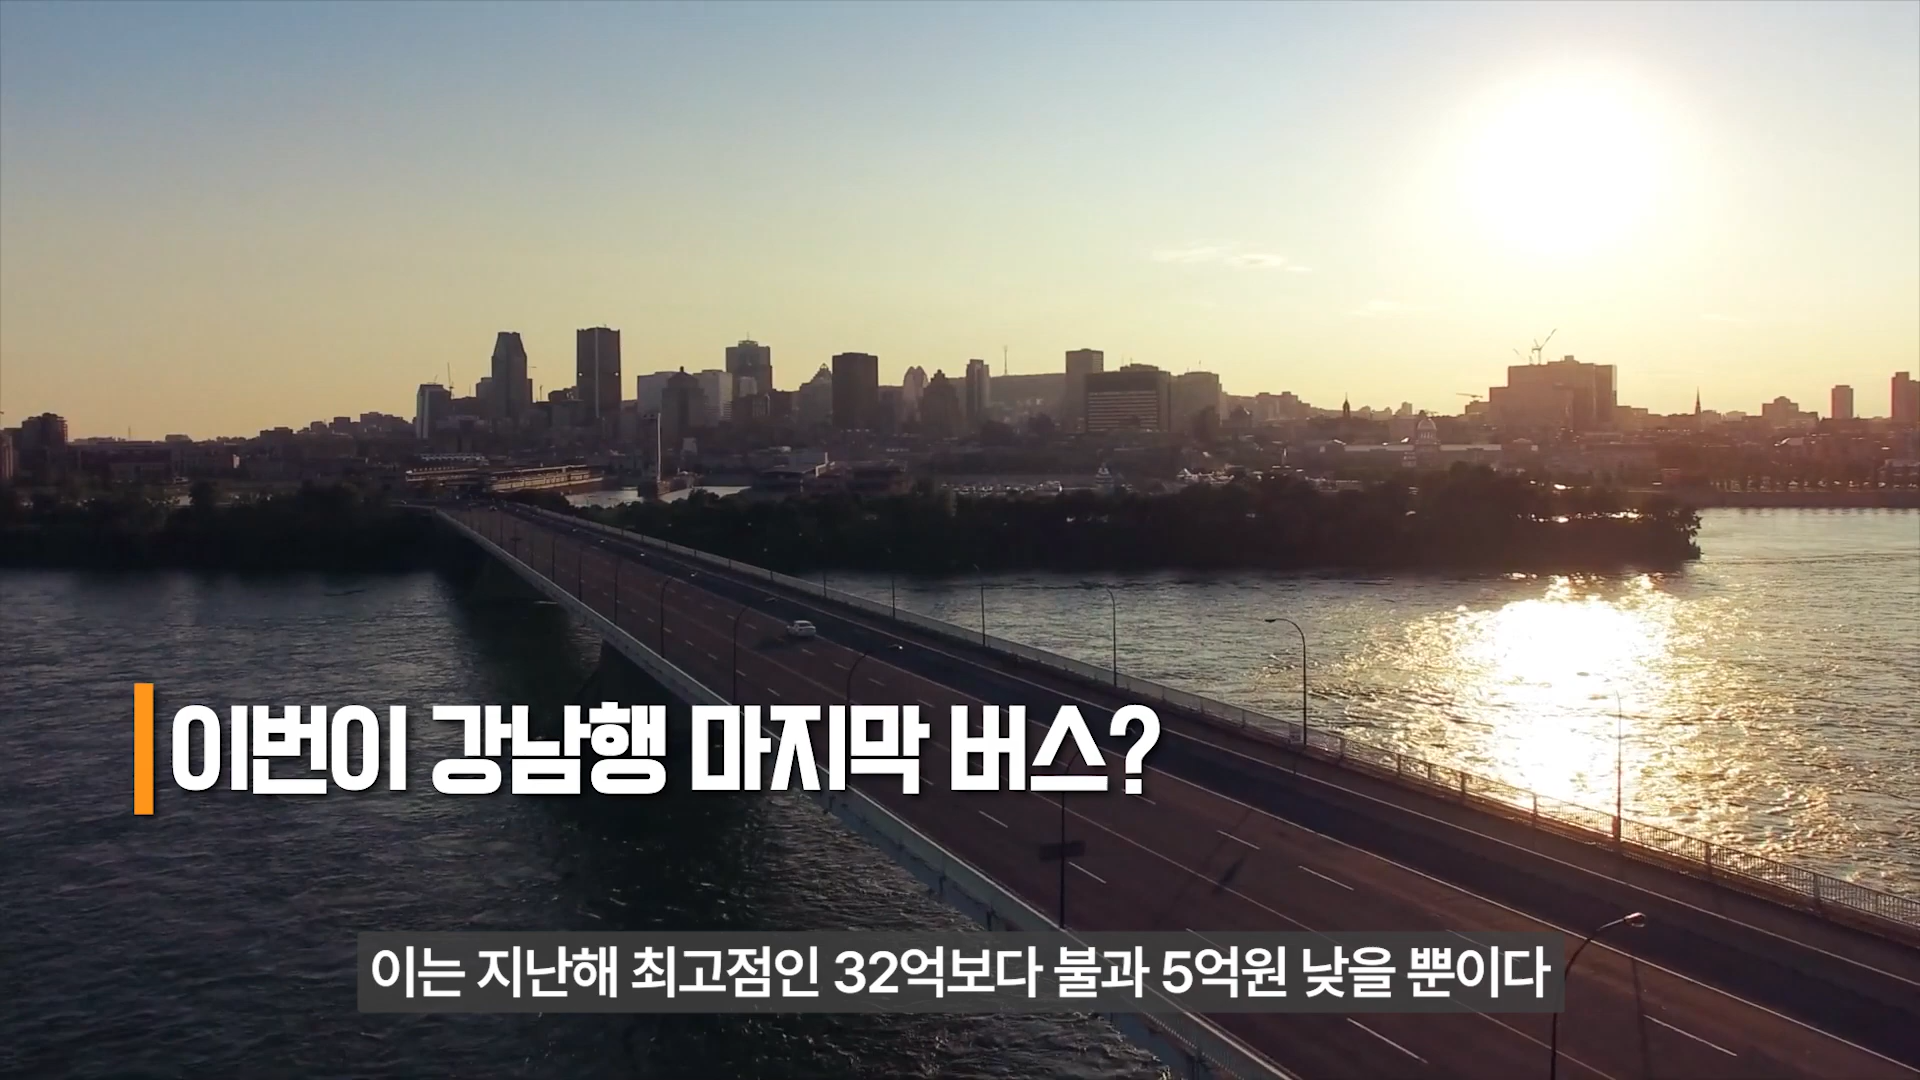 이번이 강남행 마지막 버스?
이는 지난해 최고점인 32억보다 불과 5억원 낮을 뿐이다